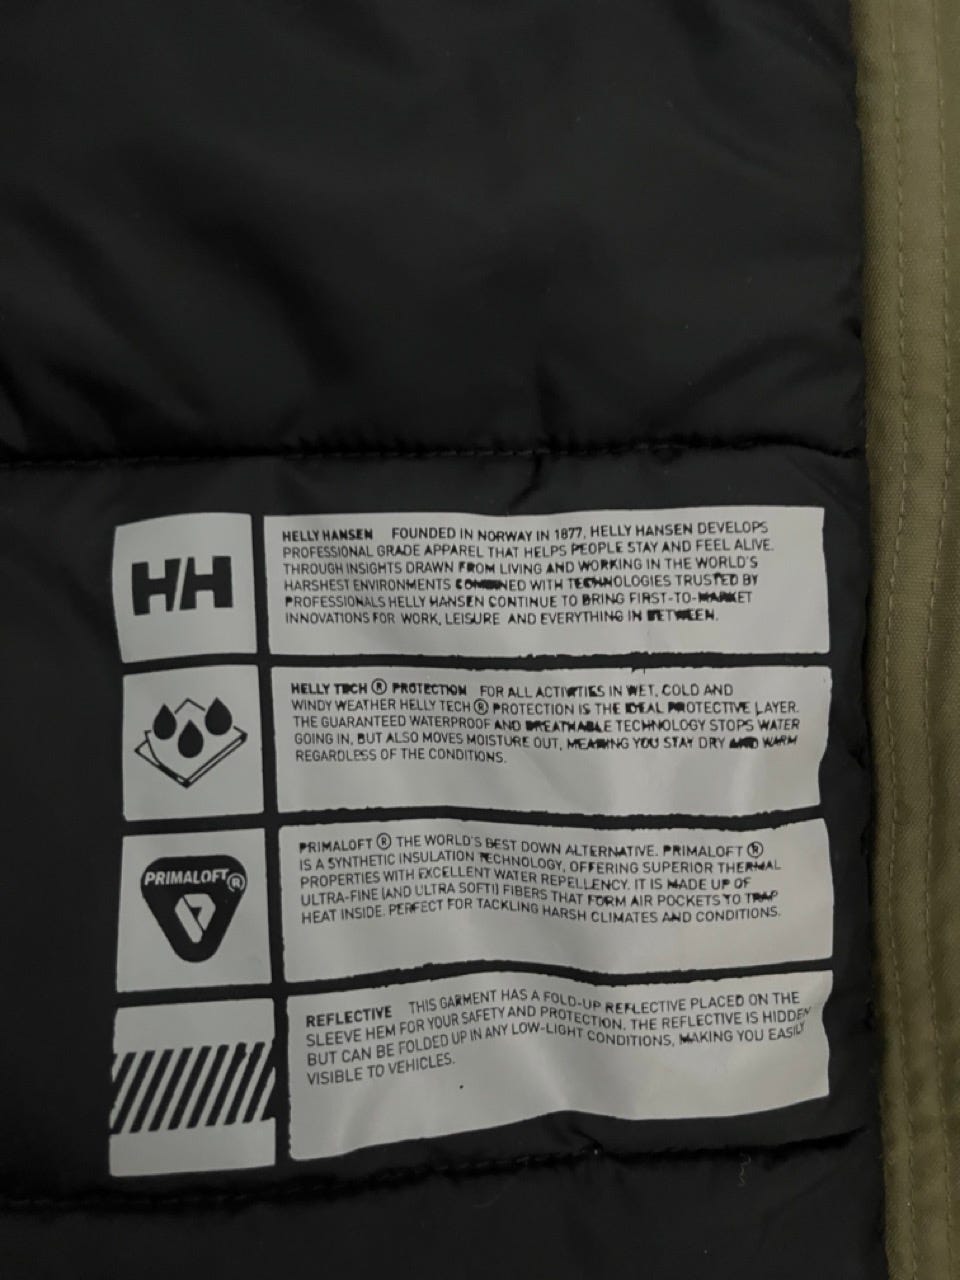 HH
HELLY HANSEN FOUNDED IN NORWAY IN 1877, HELLY HANSEN DEVELOPS
PROFESSIONAL GRADE APPAREL THAT HELPS PEOPLE STAY AND FEEL ALIVE.
THROUGH INSIGHTS DRAWN FROM LIVING AND WORKING IN THE WORLD'S
HARSHEST ENVIRONMENTS COMBINED WITH TECHNOLOGIES TRUSTED BY
PROFESSIONALS HELLY HANSEN CONTINUE TO BRING FIRST-TO-MARKET
INNOVATIONS FOR WORK, LEISURE AND EVERYTHING IN BETWEEN.
HELLY TECH ® PROTECTION FOR ALL ACTIVITIES IN WET, COLD AND
WINDY WEATHER HELLY TECH ® PROTECTION IS THE IDEAL PROTECTIVE LAYER.
THE GUARANTEED WATERPROOF AND BREATHABLE TECHNOLOGY STOPS WATER
GOING IN, BUT ALSO MOVES MOISTURE OUT, MEANING YOU STAY DRY AND WARM
REGARDLESS OF THE CONDITIONS.
PRIMALOFT®
PRIMALOFT ® THE WORLD'S BEST DOWN ALTERNATIVE. PRIMALOFT ®
IS A SYNTHETIC INSULATION TECHNOLOGY, OFFERING SUPERIOR THERMAL
PROPERTIES WITH EXCELLENT WATER REPELLENCY. IT IS MADE UP OF
ULTRA-FINE (AND ULTRA SOFT!) FIBERS THAT FORM AIR POCKETS TO TRAP
HEAT INSIDE. PERFECT FOR TACKLING HARSH CLIMATES AND CONDITIONS.
REFLECTIVE THIS GARMENT HAS A FOLD-UP REFLECTIVE PLACED ON THE
SLEEVE HEM FOR YOUR SAFETY AND PROTECTION. THE REFLECTIVE IS HIDDEN
BUT CAN BE FOLDED UP IN ANY LOW-LIGHT CONDITIONS, MAKING YOU EASILY
VISIBLE TO VEHICLES.